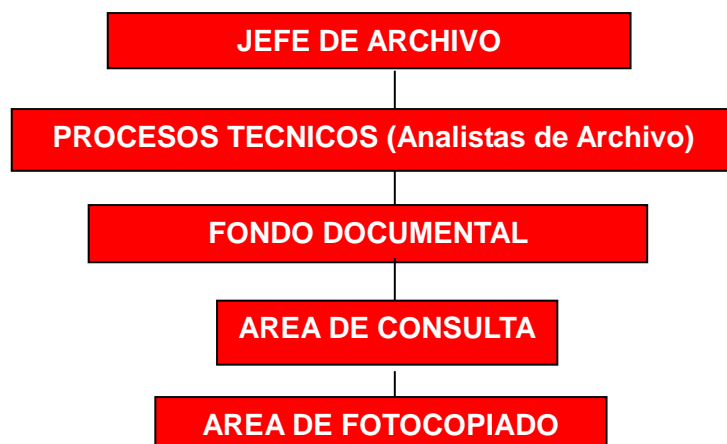 JEFE DE ARCHIVO
PROCESOS TECNICOS (Analistas de Archivo)
FONDO DOCUMENTAL
AREA DE CONSULTA
AREA DE FOTOCOPIADO